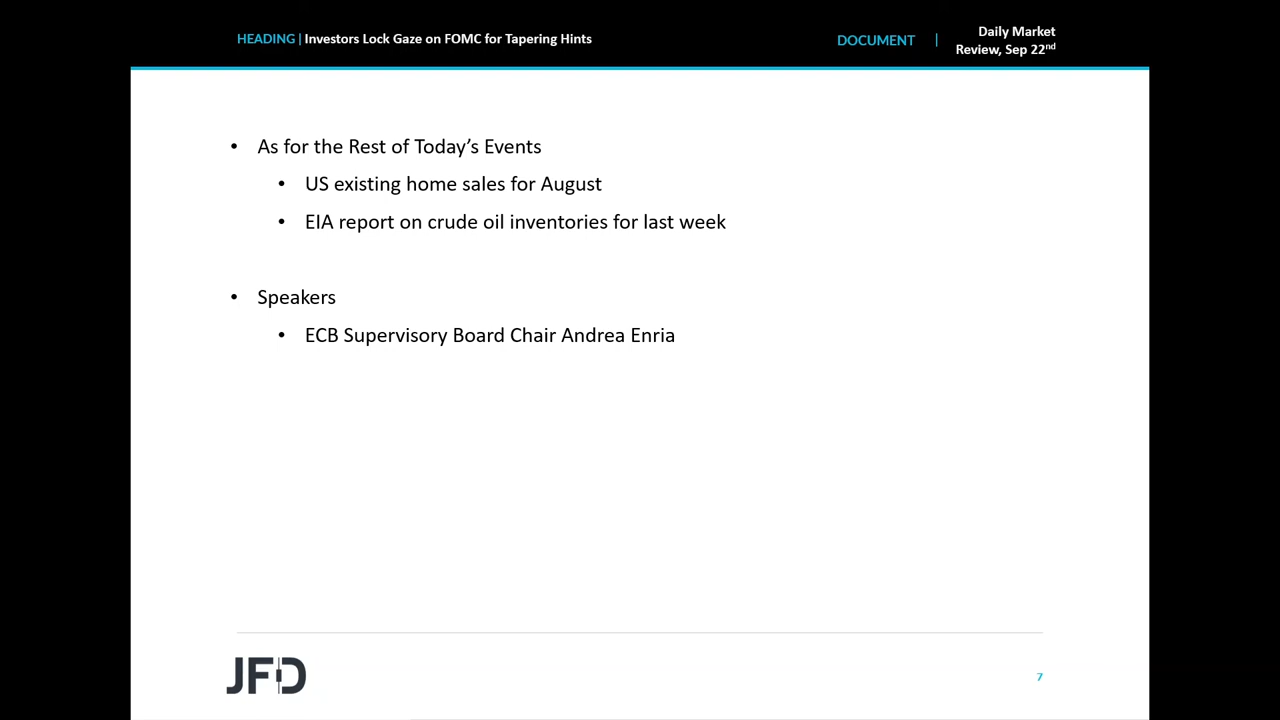 HEADING | Investors Lock Gaze on FOMC for Tapering Hints
DOCUMENT |
Daily Market
Review, Sep 22nd
• As for the Rest of Today’s Events
• US existing home sales for August
• EIA report on crude oil inventories for last week
• Speakers
• ECB Supervisory Board Chair Andrea Enria
JFD
7